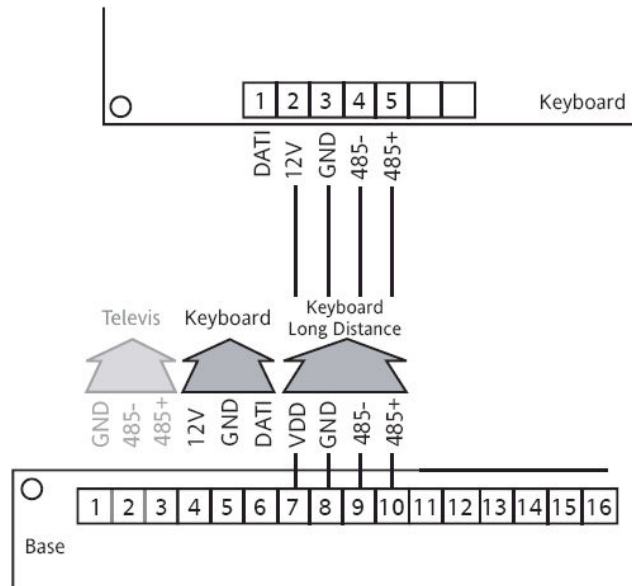 1 2 3 4 5
Keyboard
DATI 12V GND 485- 485+
Televis Keyboard Keyboard
Long Distance
GND 485- 485+ 12V GND DATI VDD GND 485- 485+
1 2 3 4 5 6 7 8 9 10 11 12 13 14 15 16
Base